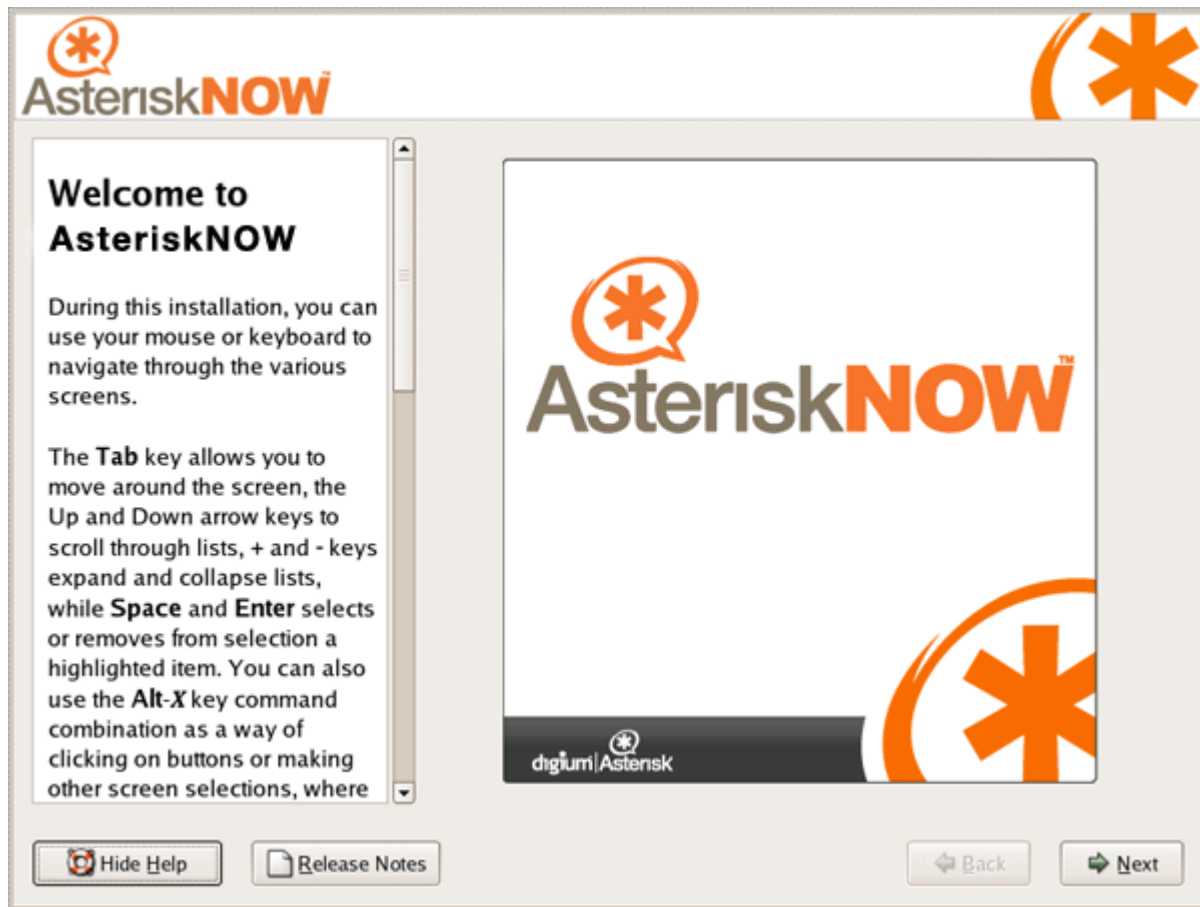 AsteriskNOW
Welcome to
AsteriskNOW
During this installation, you can
use your mouse or keyboard to
navigate through the various
screens.
The Tab key allows you to
move around the screen, the
Up and Down arrow keys to
scroll through lists, + and - keys
expand and collapse lists,
while Space and Enter selects
or removes from selection a
highlighted item. You can also
use the Alt-X key command
combination as a way of
clicking on buttons or making
other screen selections, where
AsteriskNOW™
digium|Asterisk
Hide Help
Release Notes
Back
Next